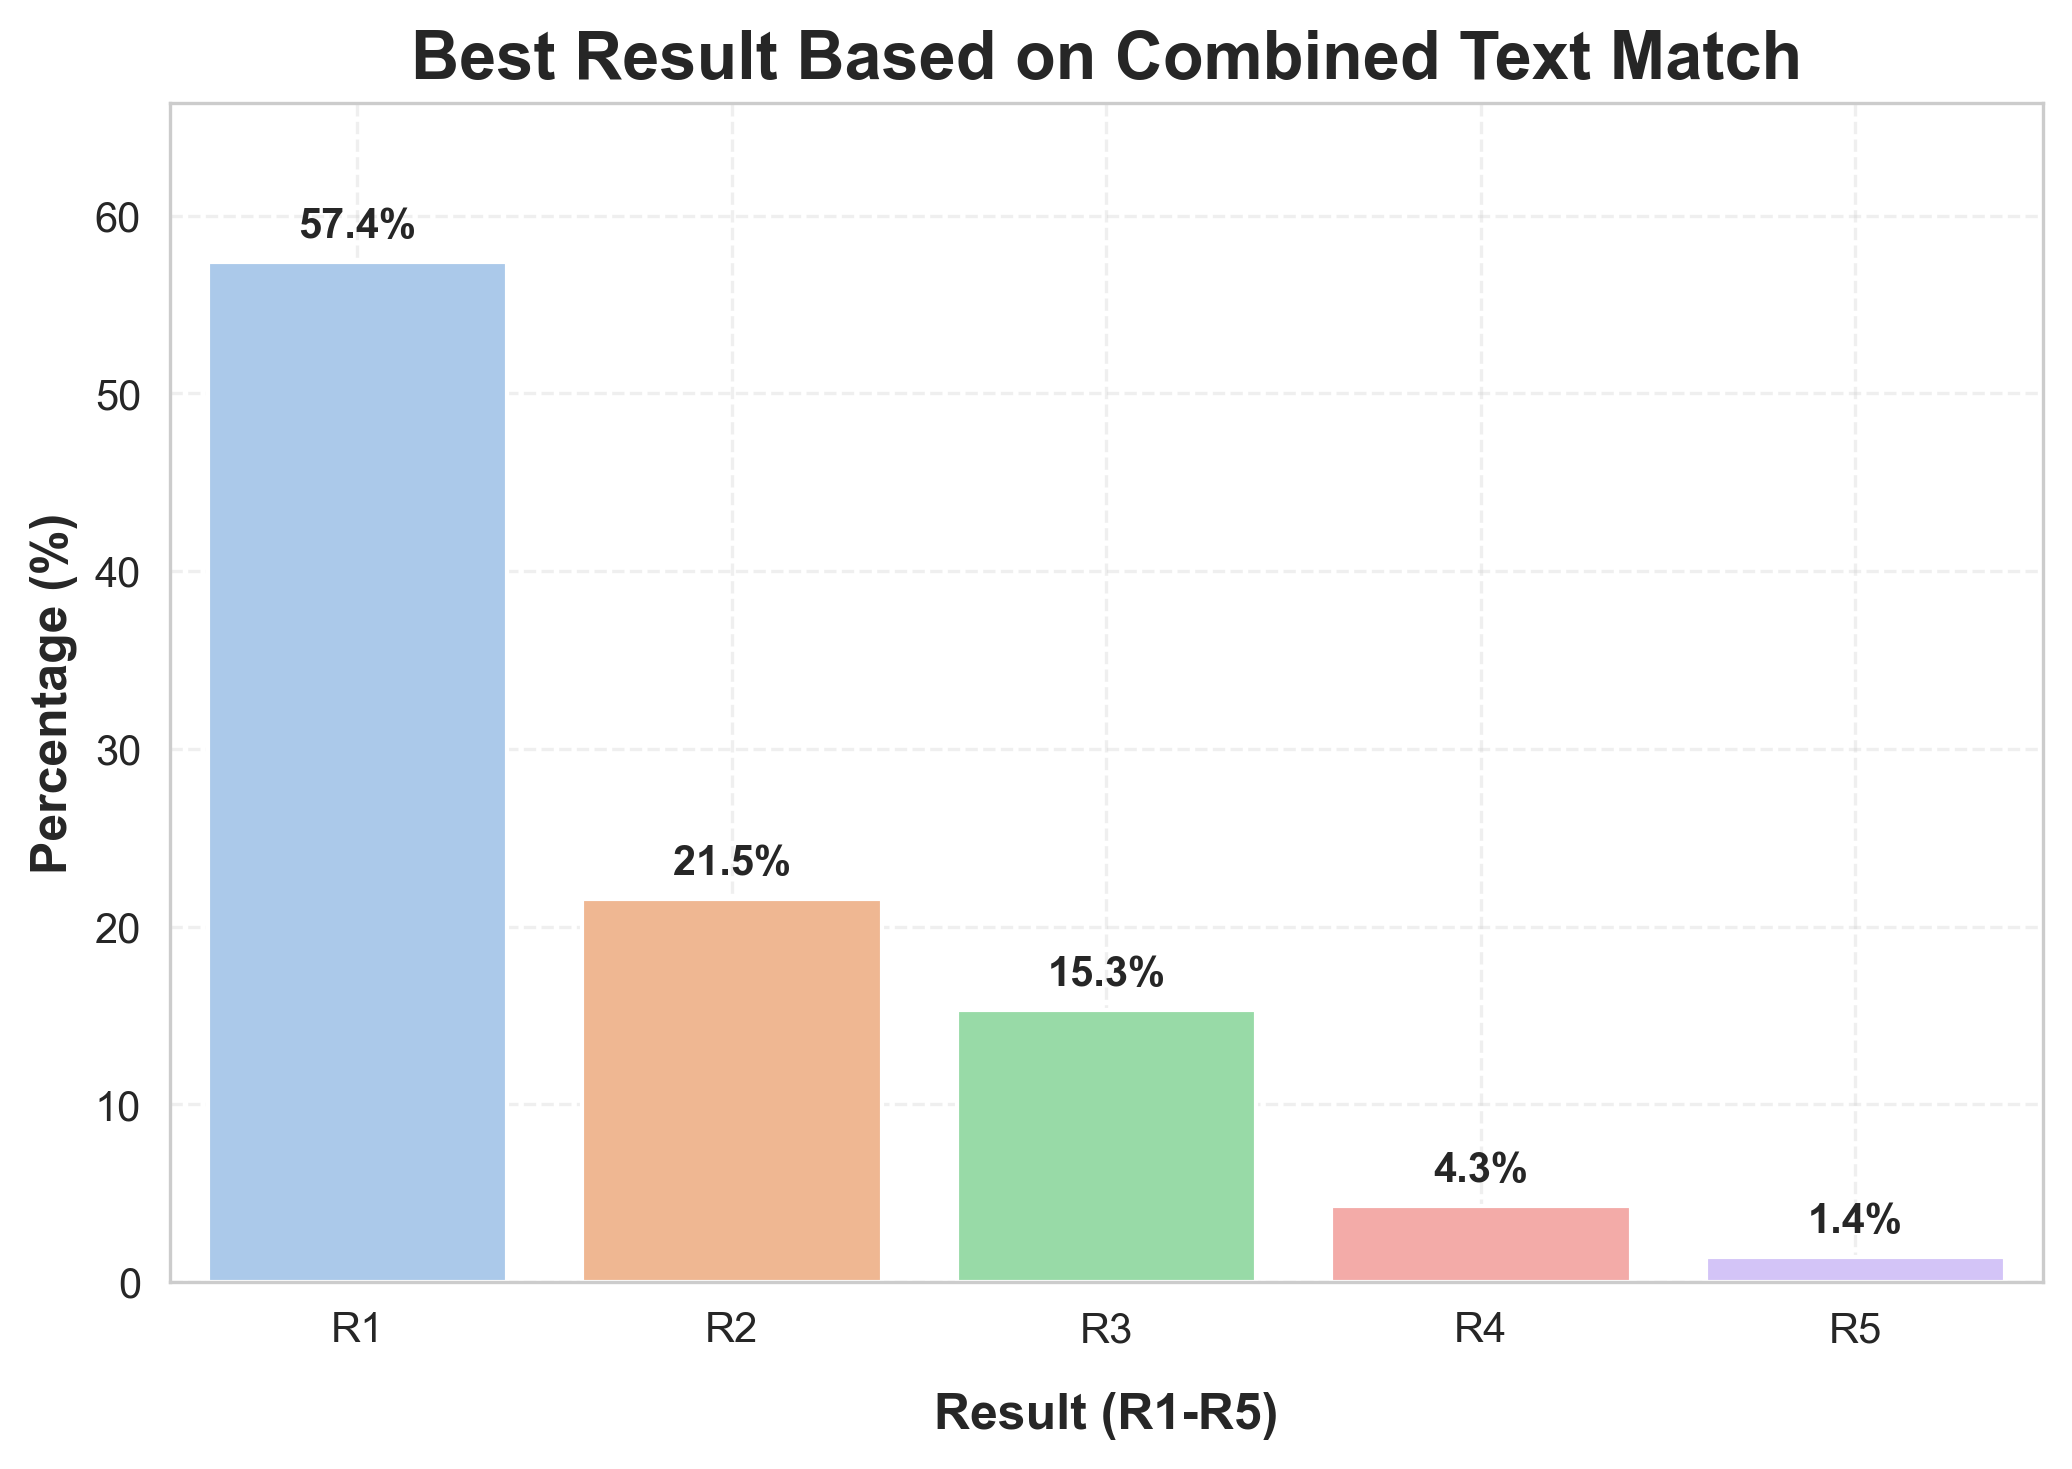 Best Result Based on Combined Text Match
Percentage (%)
60
50
40
30
20
10
0
57.4%
21.5%
15.3%
4.3%
1.4%
R1
R2
R3
R4
R5
Result (R1-R5)